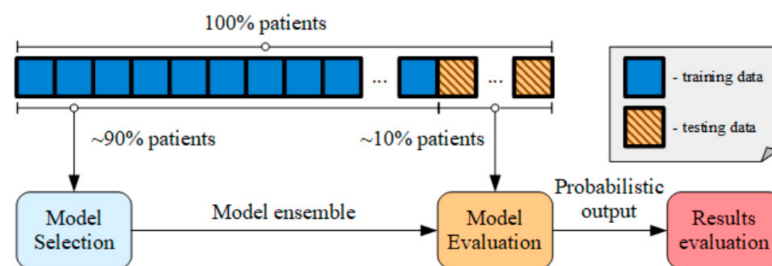 100% patients
...
...
- training data
- testing data
~90% patients
~10% patients
Model
Selection
Model ensemble
Model
Evaluation
Probabilistic
output
Results
evaluation